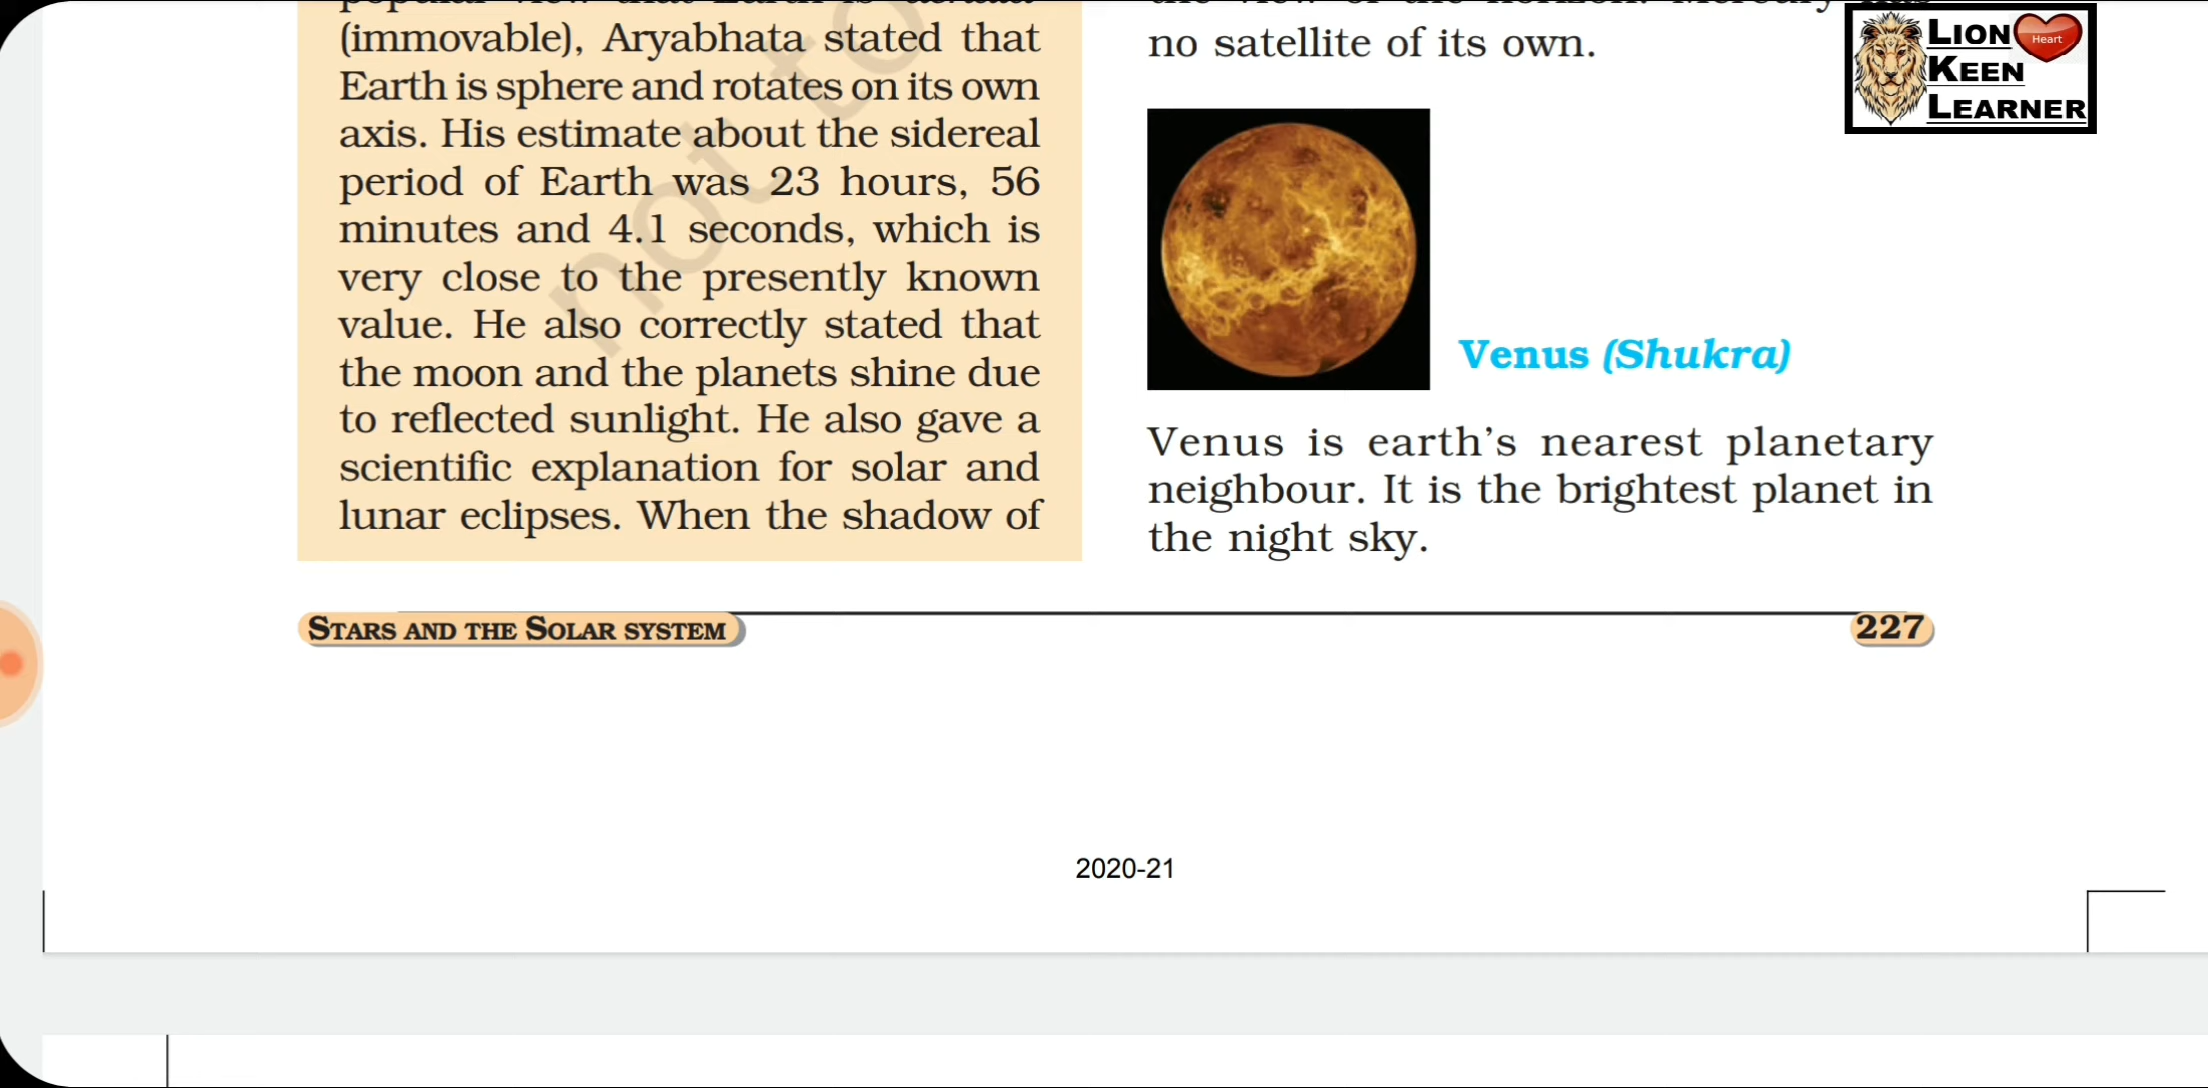 (immovable), Aryabhata stated that
Earth is sphere and rotates on its own
axis. His estimate about the sidereal
period of Earth was 23 hours, 56
minutes and 4.1 seconds, which is
very close to the presently known
value. He also correctly stated that
the moon and the planets shine due
to reflected sunlight. He also gave a
scientific explanation for solar and
lunar eclipses. When the shadow of
no satellite of its own.
Venus (Shukra)
Venus is earth’s nearest planetary
neighbour. It is the brightest planet in
the night sky.
STARS AND THE SOLAR SYSTEM
227
2020-21
not to
LION Heart
KEEN
LEARNER